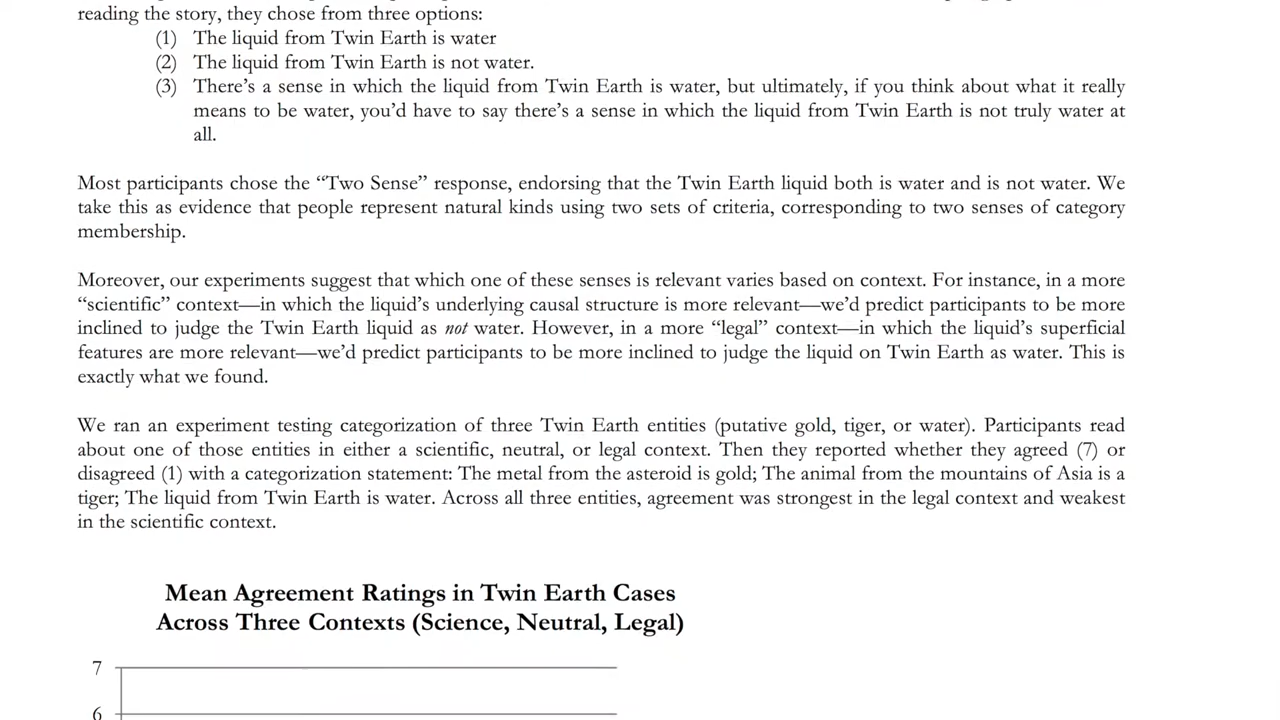 reading the story, they chose from three options:
(1) The liquid from Twin Earth is water
(2) The liquid from Twin Earth is not water.
(3) There's a sense in which the liquid from Twin Earth is water, but ultimately, if you think about what it really
means to be water, you'd have to say there's a sense in which the liquid from Twin Earth is not truly water at
all.
Most participants chose the “Two Sense” response, endorsing that the Twin Earth liquid both is water and is not water. We
take this as evidence that people represent natural kinds using two sets of criteria, corresponding to two senses of category
membership.
Moreover, our experiments suggest that which one of these senses is relevant varies based on context. For instance, in a more
“scientific” context—in which the liquid's underlying causal structure is more relevant—we'd predict participants to be more
inclined to judge the Twin Earth liquid as not water. However, in a more “legal” context—in which the liquid's superficial
features are more relevant—we'd predict participants to be more inclined to judge the liquid on Twin Earth as water. This is
exactly what we found.
We ran an experiment testing categorization of three Twin Earth entities (putative gold, tiger, or water). Participants read
about one of those entities in either a scientific, neutral, or legal context. Then they reported whether they agreed (7) or
disagreed (1) with a categorization statement: The metal from the asteroid is gold; The animal from the mountains of Asia is a
tiger; The liquid from Twin Earth is water. Across all three entities, agreement was strongest in the legal context and weakest
in the scientific context.
Mean Agreement Ratings in Twin Earth Cases
Across Three Contexts (Science, Neutral, Legal)
7
6